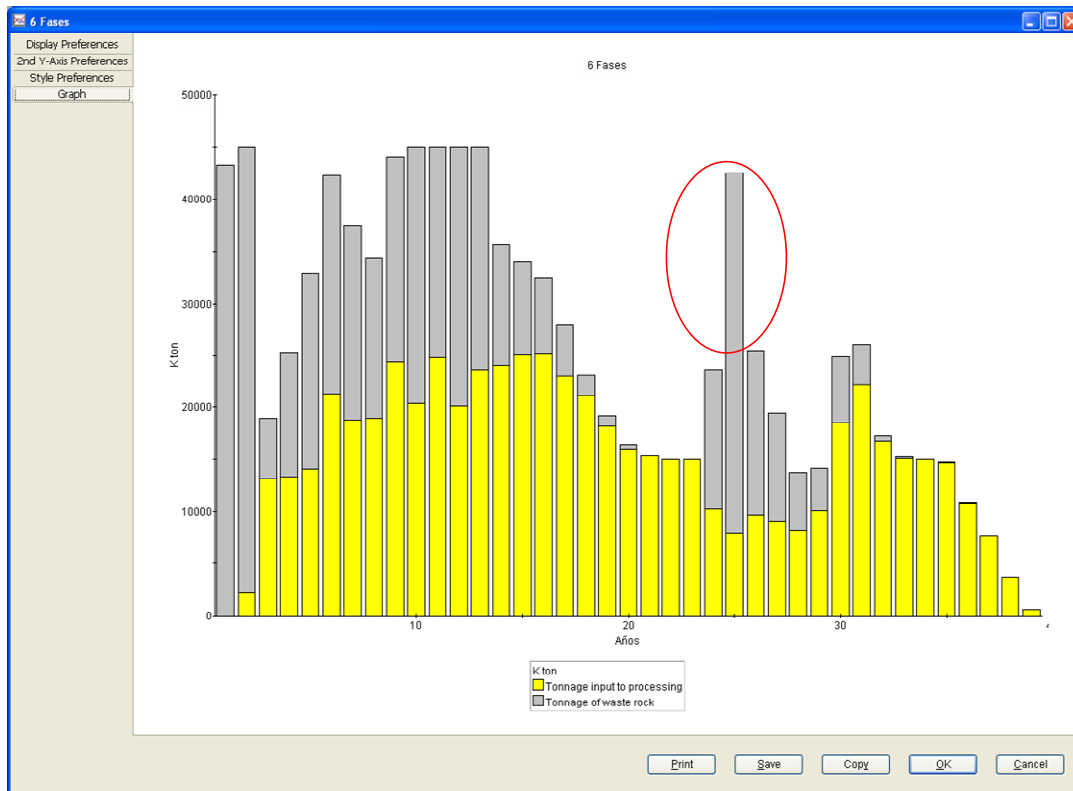 6 Fases
Display Preferences
2nd Y-Axis Preferences
Style Preferences
Graph
6 Fases
50000
40000
30000
20000
10000
0
K ton
10
20
30
Años
K ton
Tonnage input to processing
Tonnage of waste rock
Print
Save
Copy
OK
Cancel